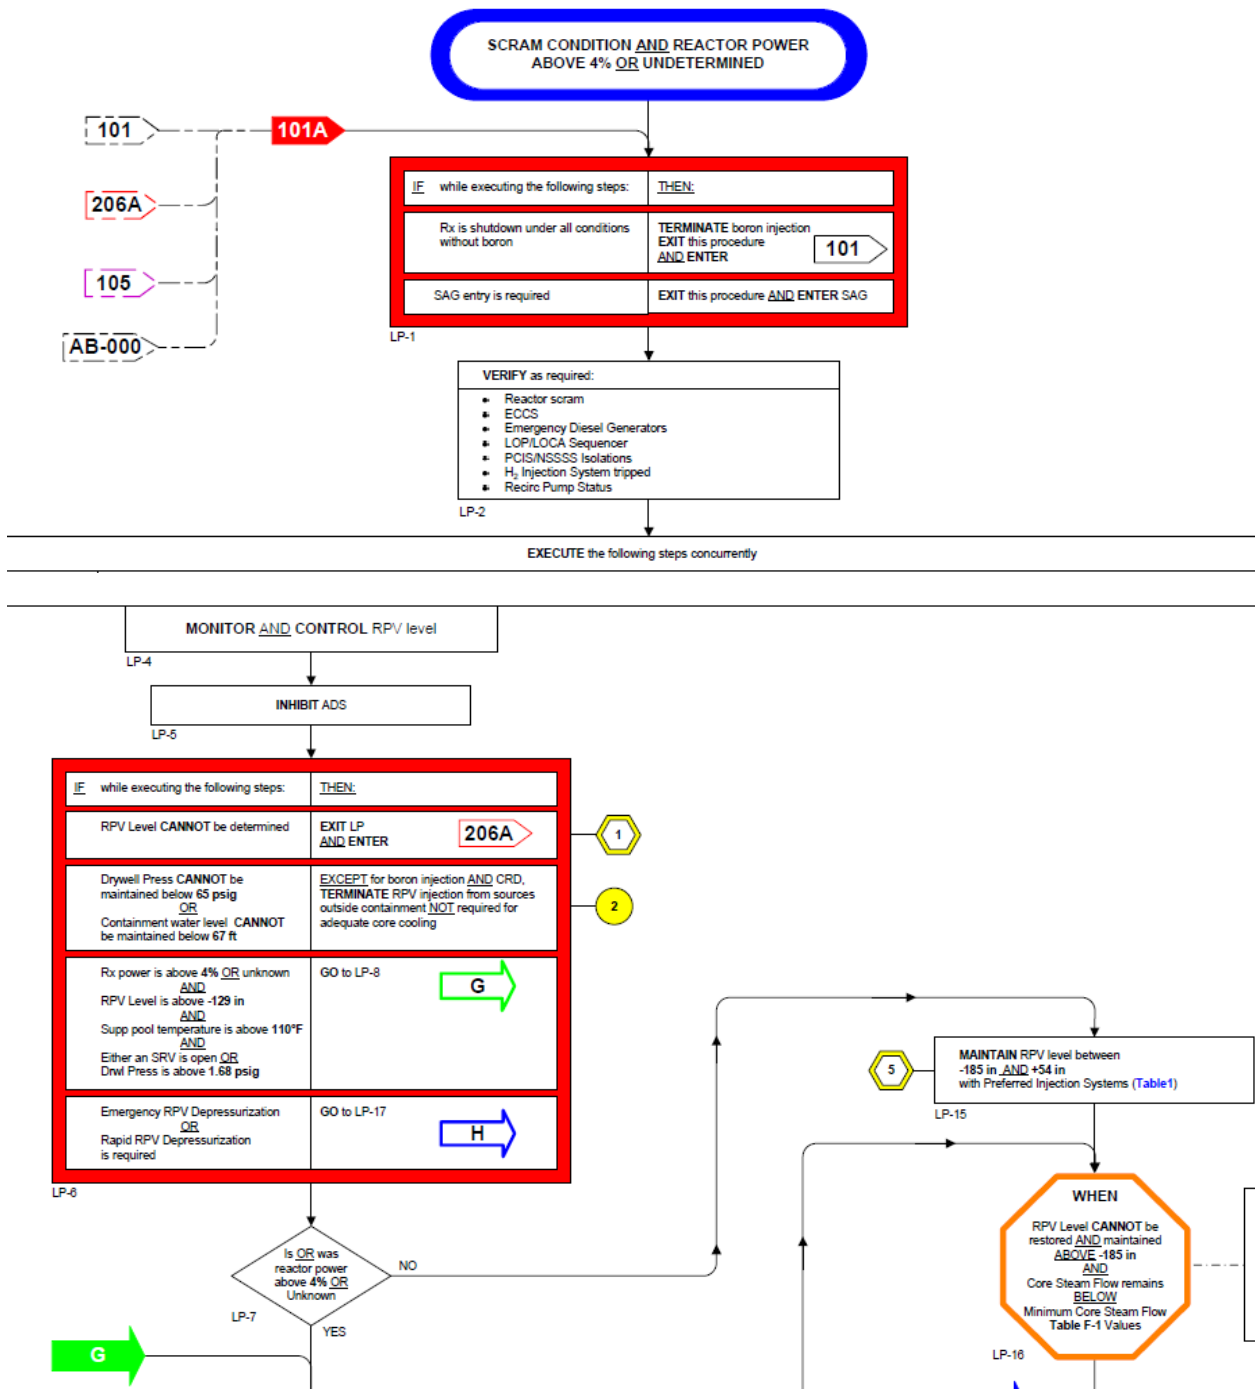 SCRAM CONDITION AND REACTOR POWER
ABOVE 4% OR UNDETERMINED
101
101A
206A
105
AB-000
IF while executing the following steps:
THEN:
Rx is shutdown under all conditions
without boron
TERMINATE boron injection
EXIT this procedure
AND ENTER
101
SAG entry is required
EXIT this procedure AND ENTER SAG
LP-1
VERIFY as required:
Reactor scram
ECCS
Emergency Diesel Generators
LOP/LOCA Sequencer
PCIS/NSSSS Isolations
H2 Injection System tripped
Recirc Pump Status
LP-2
EXECUTE the following steps concurrently
MONITOR AND CONTROL RPV level
LP-4
INHIBIT ADS
LP-5
IF while executing the following steps:
THEN:
RPV Level CANNOT be determined
EXIT LP
AND ENTER
206A
1
Drywell Press CANNOT be
maintained below 65 psig
OR
Containment water level CANNOT
be maintained below 67 ft
EXCEPT for boron injection AND CRD,
TERMINATE RPV injection from sources
outside containment NOT required for
adequate core cooling
2
Rx power is above 4% OR unknown
AND
RPV Level is above -129 in
AND
Supp pool temperature is above 110°F
AND
Either an SRV is open OR
Drwl Press is above 1.68 psig
GO to LP-8
G
Emergency RPV Depressurization
OR
Rapid RPV Depressurization
is required
GO to LP-17
H
LP-6
Is OR was
reactor power
above 4% OR
Unknown
LP-7
NO
YES
G
5
MAINTAIN RPV level between
-185 in AND +54 in
with Preferred Injection Systems (Table1)
LP-15
WHEN
RPV Level CANNOT be
restored AND maintained
ABOVE -185 in
AND
Core Steam Flow remains
BELOW
Minimum Core Steam Flow
Table F-1 Values
LP-16